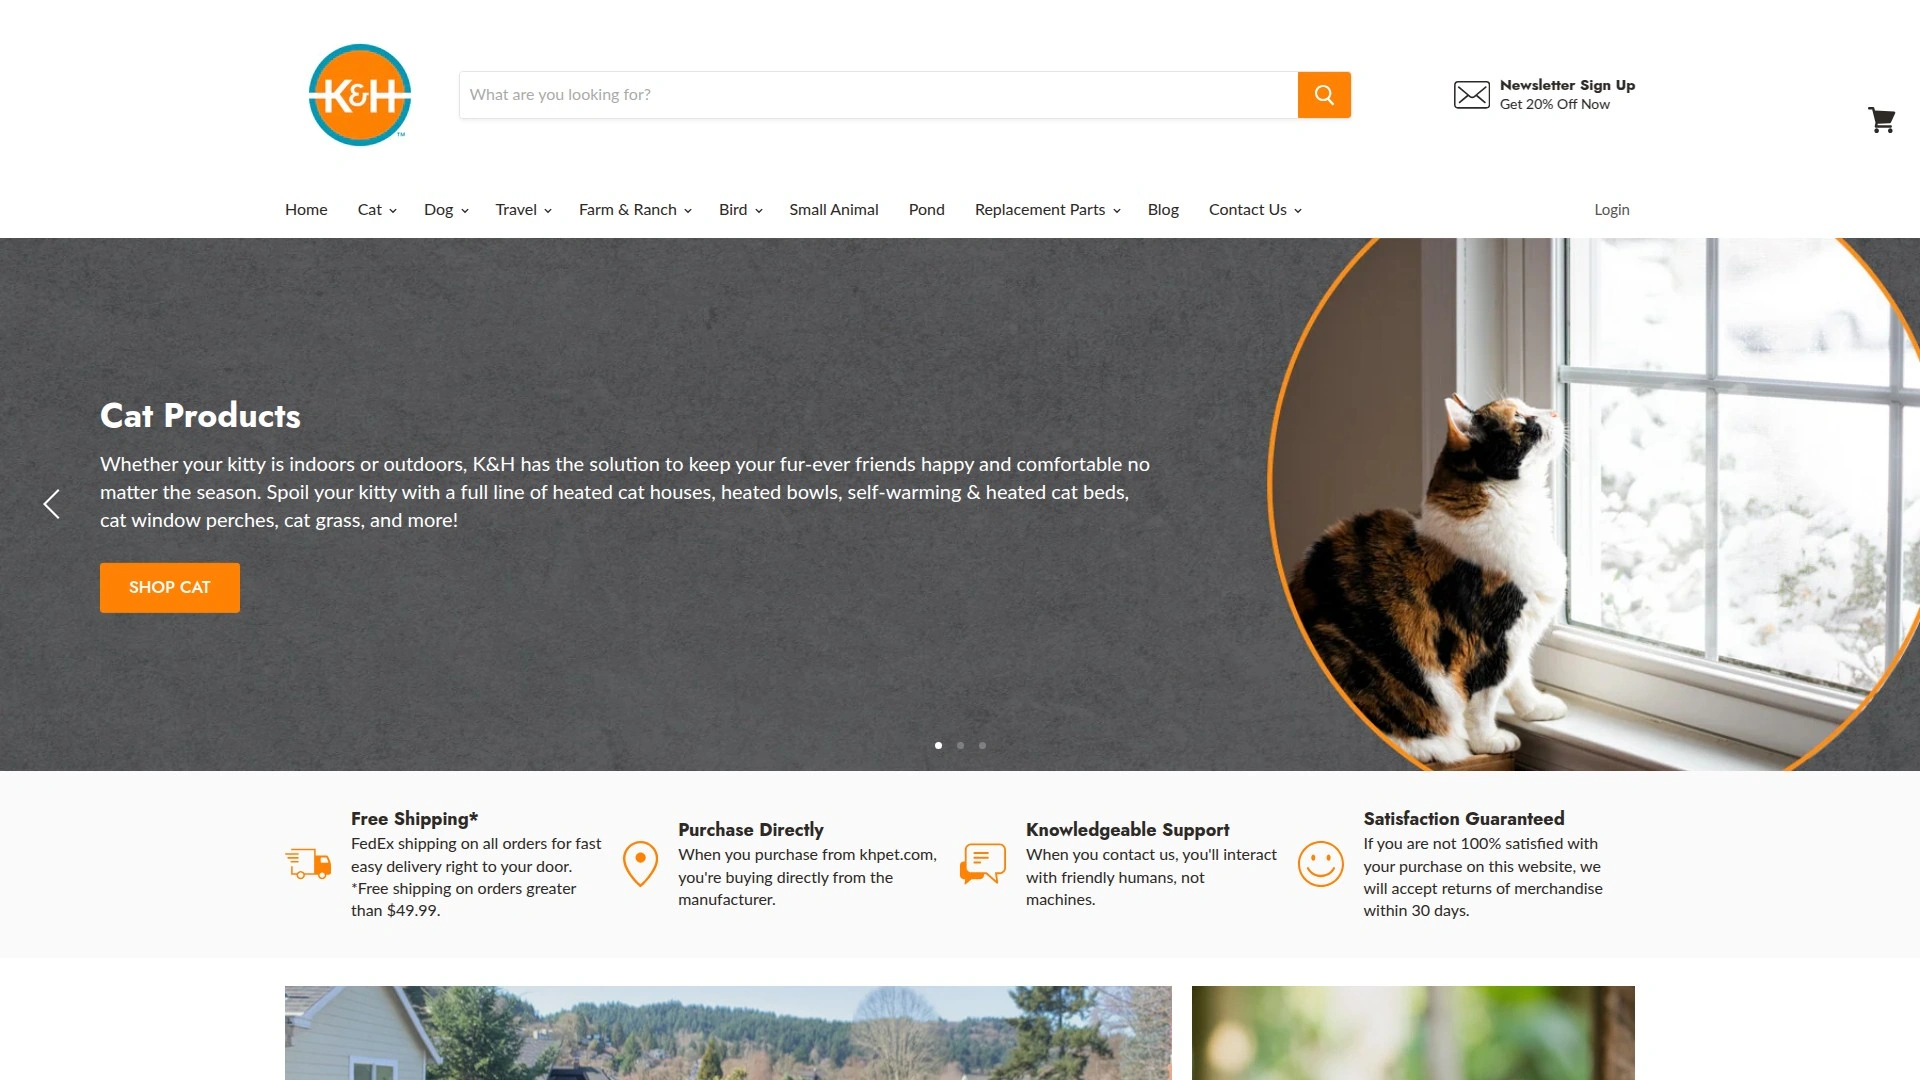 K&H
™
What are you looking for?
Newsletter Sign Up
Get 20% Off Now
Home
Cat
Dog
Travel
Farm & Ranch
Bird
Small Animal
Pond
Replacement Parts
Blog
Contact Us
Login
Cat Products
Whether your kitty is indoors or outdoors, K&H has the solution to keep your fur-ever friends happy and comfortable no
matter the season. Spoil your kitty with a full line of heated cat houses, heated bowls, self-warming & heated cat beds,
cat window perches, cat grass, and more!
SHOP CAT
Free Shipping*
FedEx shipping on all orders for fast
easy delivery right to your door.
*Free shipping on orders greater
than $49.99.
Purchase Directly
When you purchase from khpet.com,
you're buying directly from the
manufacturer.
Knowledgeable Support
When you contact us, you'll interact
with friendly humans, not
machines.
Satisfaction Guaranteed
If you are not 100% satisfied with
your purchase on this website, we
will accept returns of merchandise
within 30 days.